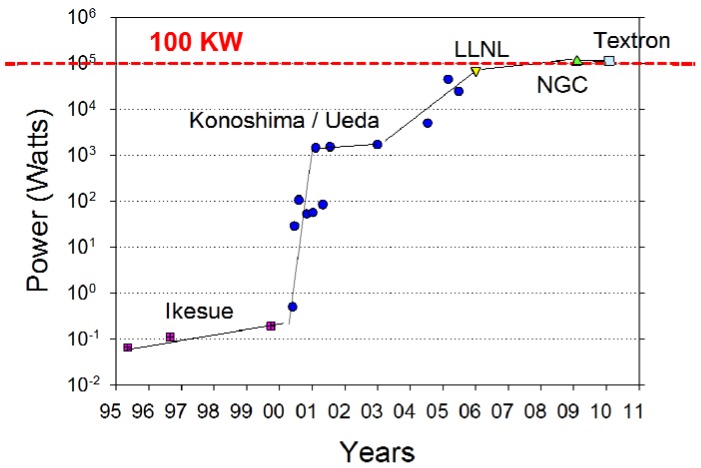 10⁶
100 KW
Textron
LLNL
10⁵
NGC
10⁴
Konoshima / Ueda
10³
10²
10¹
10⁰
Ikesue
10⁻¹
10⁻²
Power (Watts)
95 96 97 98 99 00 01 02 03 04 05 06 07 08 09 10 11
Years